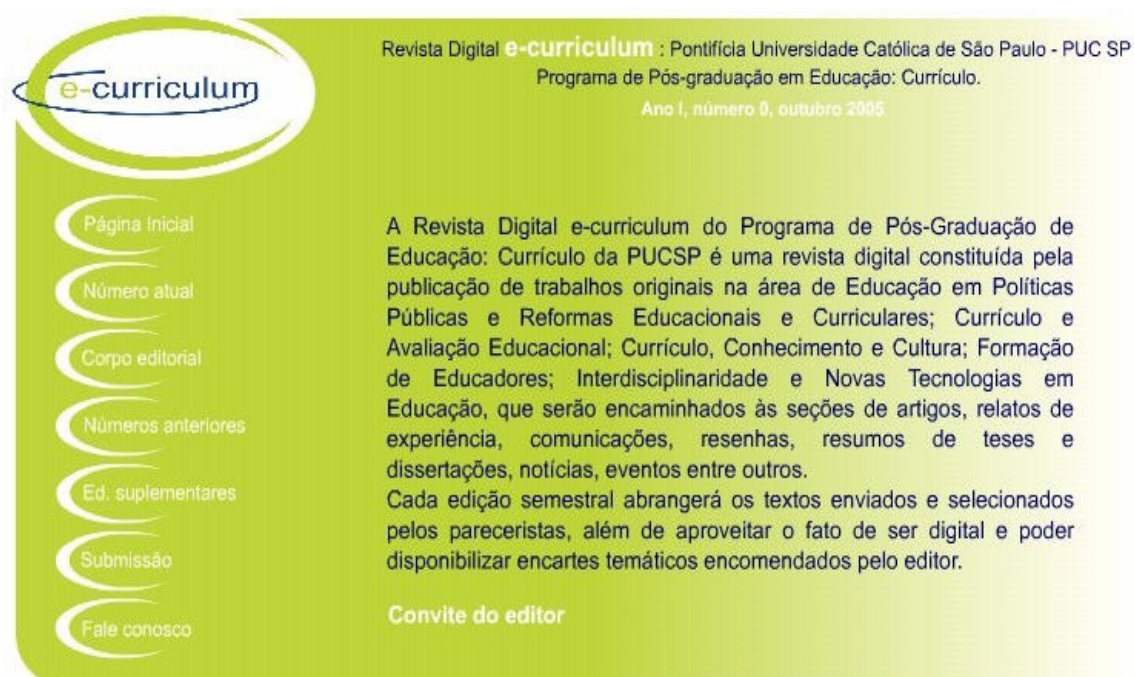 e-curriculum
Revista Digital e-curriculum : Pontifícia Universidade Católica de São Paulo - PUC SP
Programa de Pós-graduação em Educação: Currículo.
Ano I, número 0, outubro 2005
Página Inicial
Número atual
Corpo editorial
Números anteriores
Ed. suplementares
Submissão
Fale conosco
A Revista Digital e-curriculum do Programa de Pós-Graduação de
Educação: Currículo da PUCSP é uma revista digital constituída pela
publicação de trabalhos originais na área de Educação em Políticas
Públicas e Reformas Educacionais e Curriculares; Currículo e
Avaliação Educacional; Currículo, Conhecimento e Cultura; Formação
de Educadores; Interdisciplinaridade e Novas Tecnologias em
Educação, que serão encaminhados às seções de artigos, relatos de
experiência, comunicações, resenhas, resumos de teses e
dissertações, notícias, eventos entre outros.
Cada edição semestral abrangerá os textos enviados e selecionados
pelos pareceristas, além de aproveitar o fato de ser digital e poder
disponibilizar encartes temáticos encomendados pelo editor.
Convite do editor